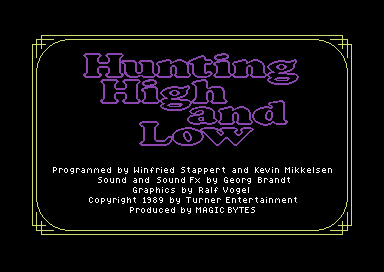 Hunting
High
and
Low
Programmed by Winfried Stappert and Kevin Mikkelsen
Sound and Sound Fx by Georg Brandt
Graphics by Ralf Vogel
Copyright 1989 by Turner Entertainment
Produced by MAGIC BYTES